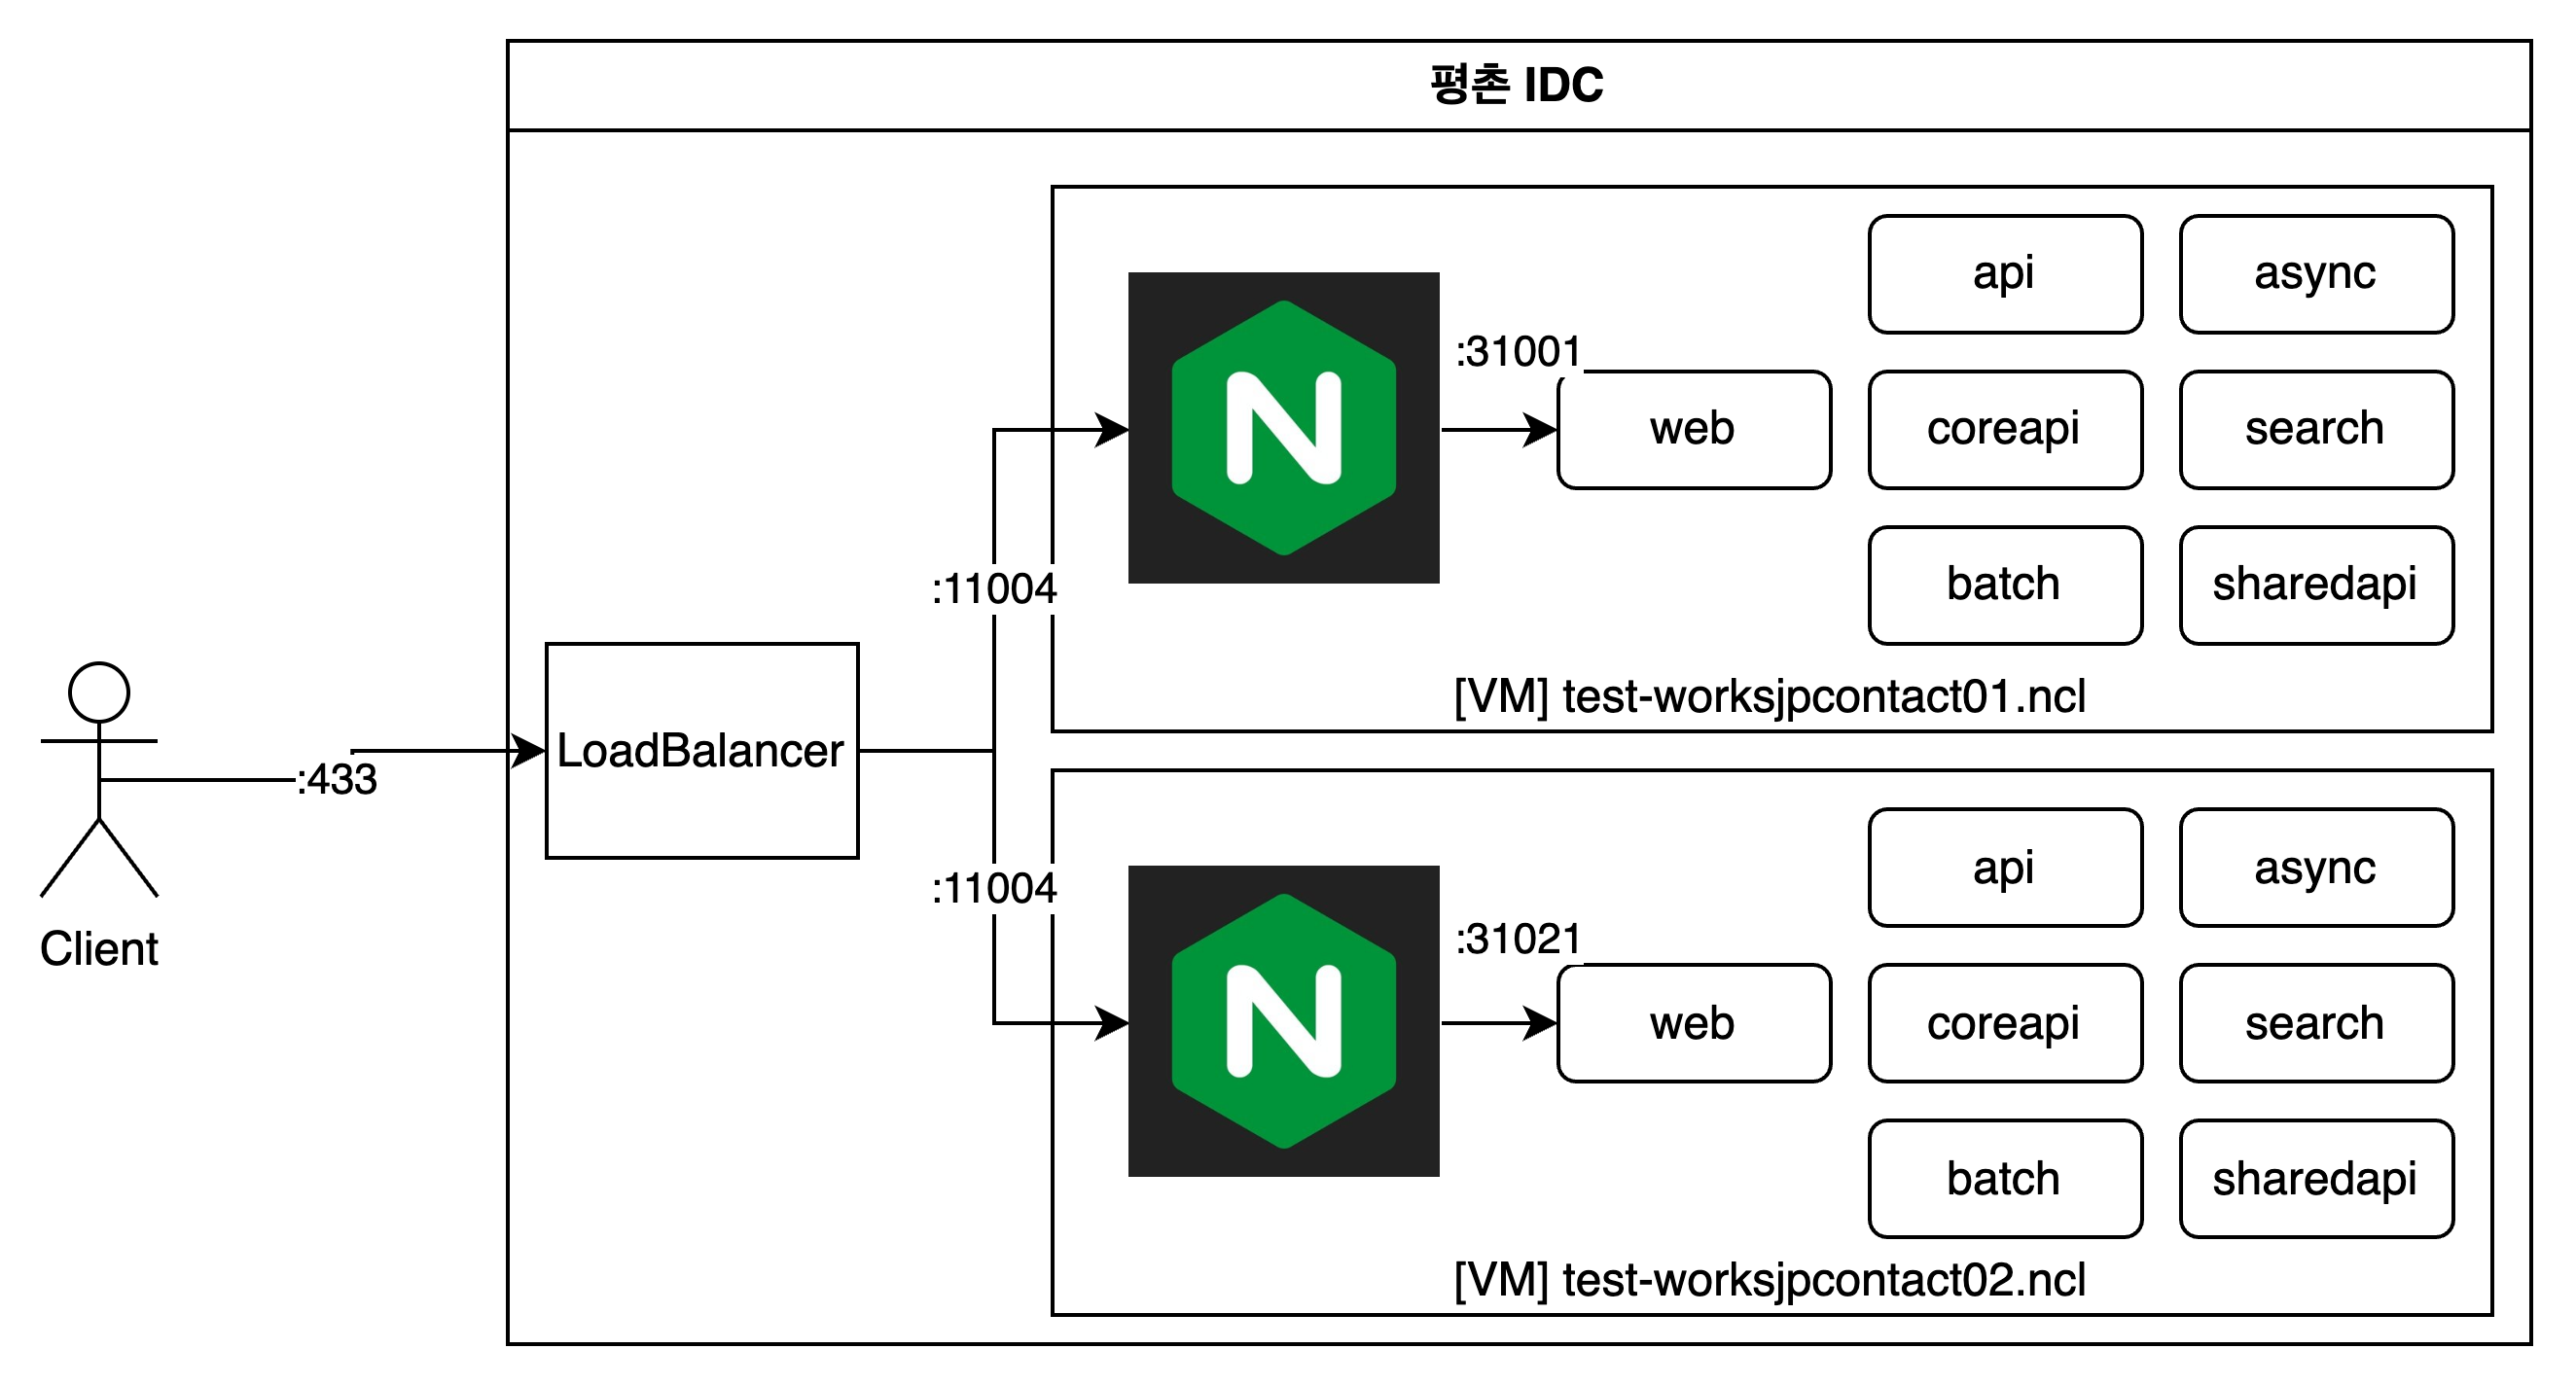 평촌 IDC
Client
:433
LoadBalancer
:11004
:11004
N
:31001
web
api
async
coreapi
search
batch
sharedapi
[VM] test-worksjpcontact01.ncl
N
:31021
web
api
async
coreapi
search
batch
sharedapi
[VM] test-worksjpcontact02.ncl